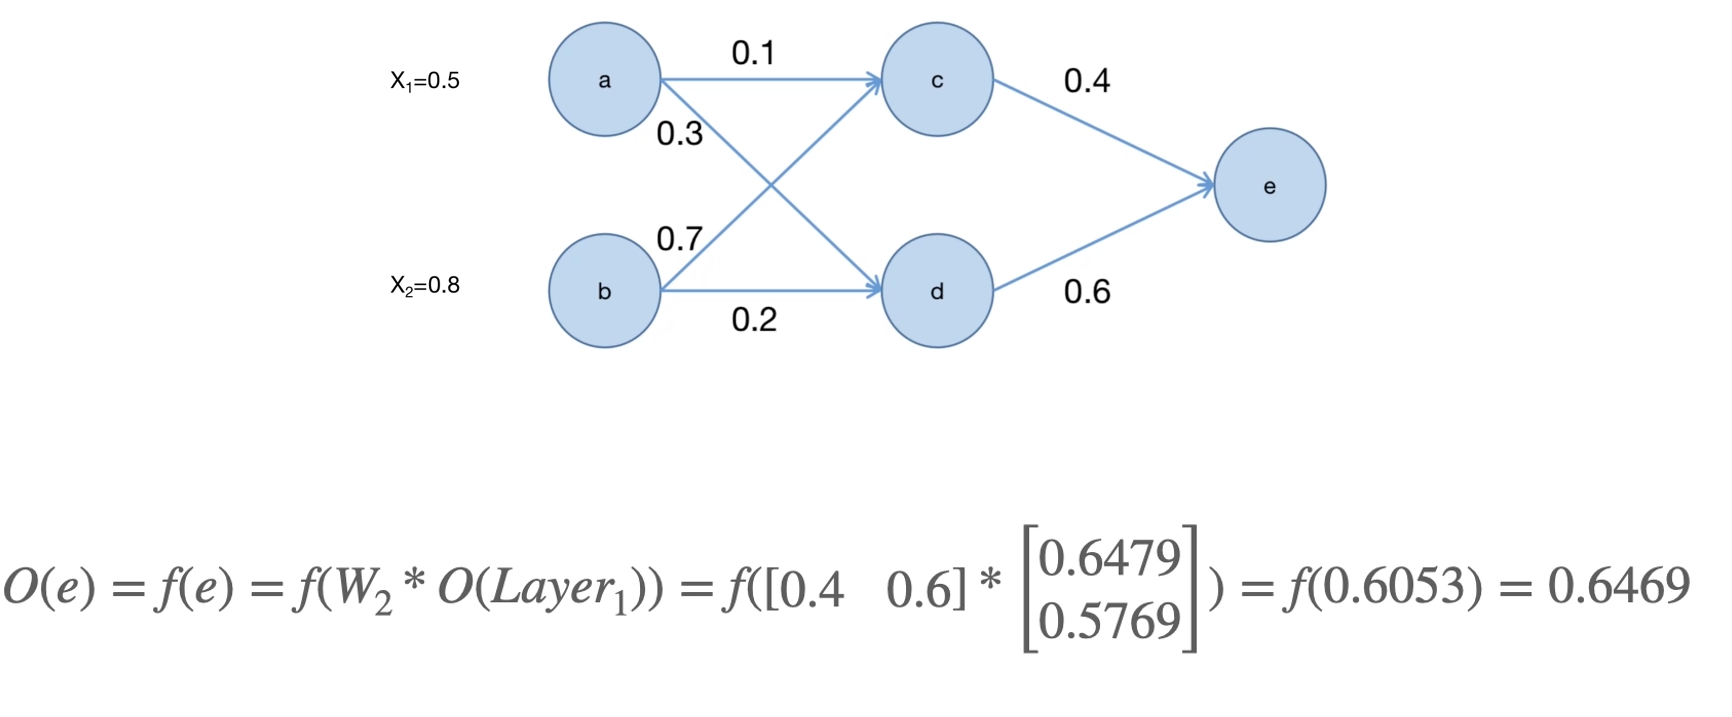 0.1
X₁=0.5 a c 0.4
0.3
e
0.7
X₂=0.8 b d 0.6
0.2
O(e) = f(e) = f(W₂ * O(Layer₁)) = f([0.4 0.6] * [0.6479
0.5769]) = f(0.6053) = 0.6469